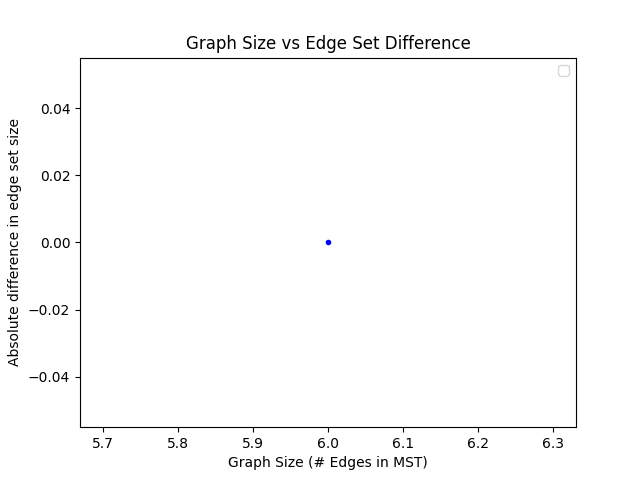 Graph Size vs Edge Set Difference
Absolute difference in edge set size
0.04
0.02
0.00
−0.02
−0.04
5.7 5.8 5.9 6.0 6.1 6.2 6.3
Graph Size (# Edges in MST)